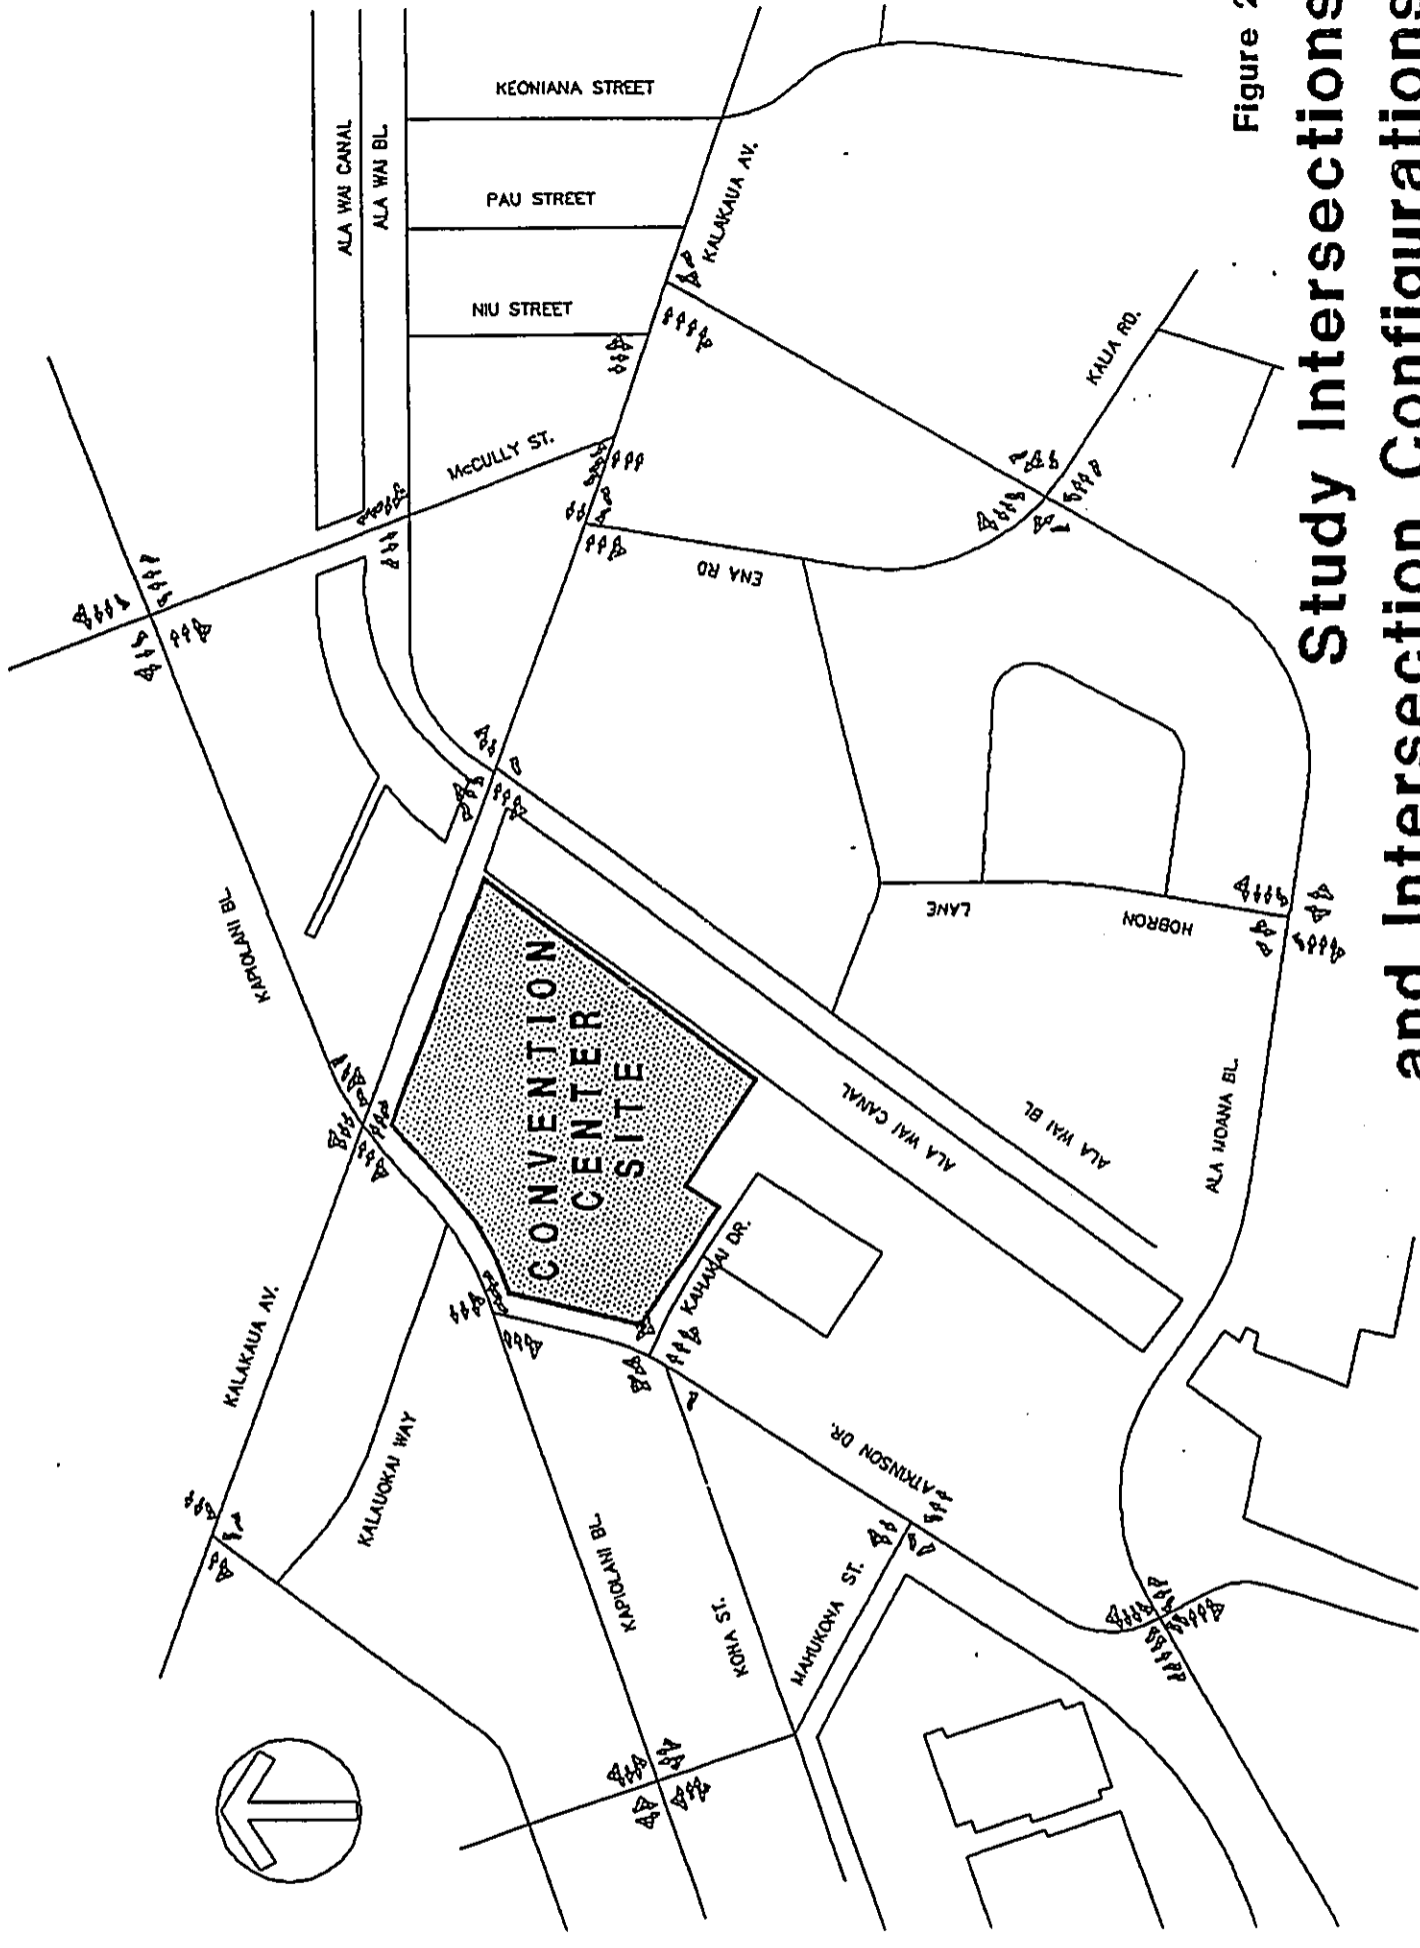 ALA WAI CANAL
ALA WAI BL.
KEONIANA STREET
PAU STREET
NIU STREET
McCULLY ST.
KALAKAUA AV.
KAPIOLANI BL.
ENA RD
KALIA RD.
CONVENTION
CENTER
SITE
LANE
HOBRON
ALA WAI CANAL
ALA WAI BL
ALA MOANA BL.
KALAKAUA AV.
KALAUOKAI WAY
KAHAKAI DR.
ATKINSON DR.
KAPIOLANI BL.
KONA ST.
MAHUKONA ST.
Figure 2
Study Intersections
and Intersection Configurations